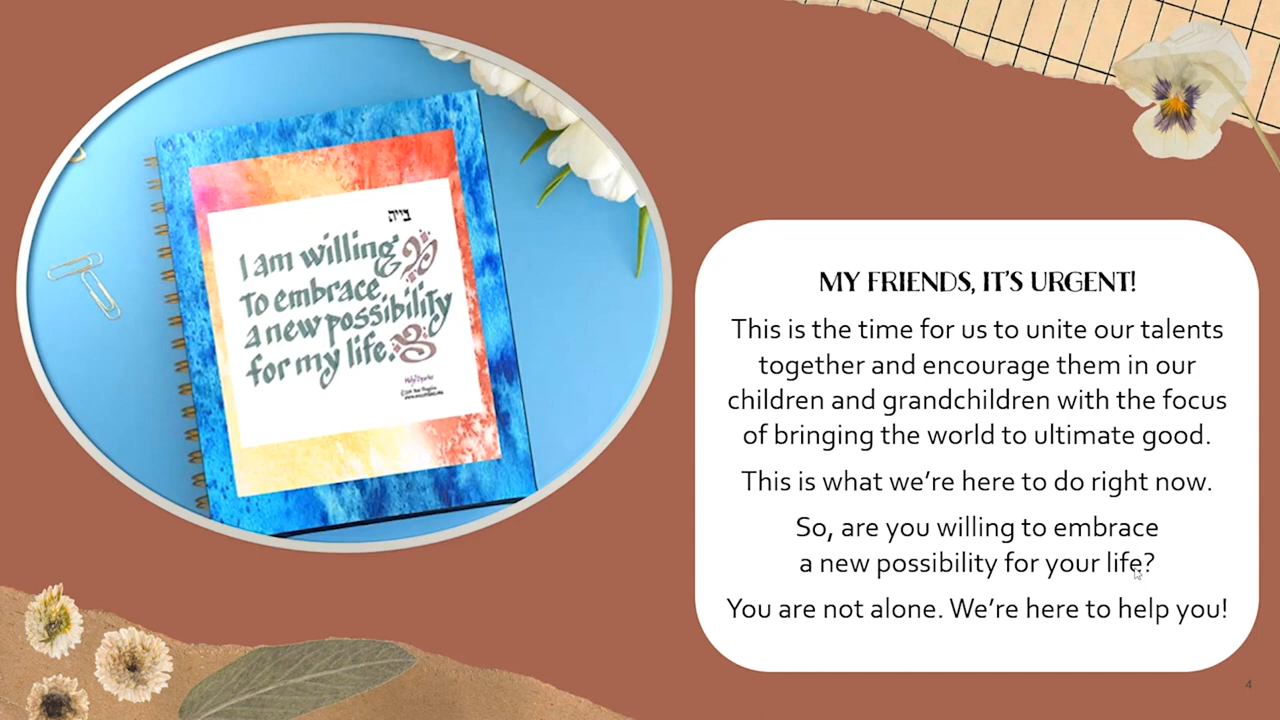 בייה
I am willing
to embrace
a new possibility
for my life.
MY FRIENDS, IT'S URGENT!
This is the time for us to unite our talents
together and encourage them in our
children and grandchildren with the focus
of bringing the world to ultimate good.
This is what we're here to do right now.
So, are you willing to embrace
a new possibility for your life?
You are not alone. We're here to help you!
4